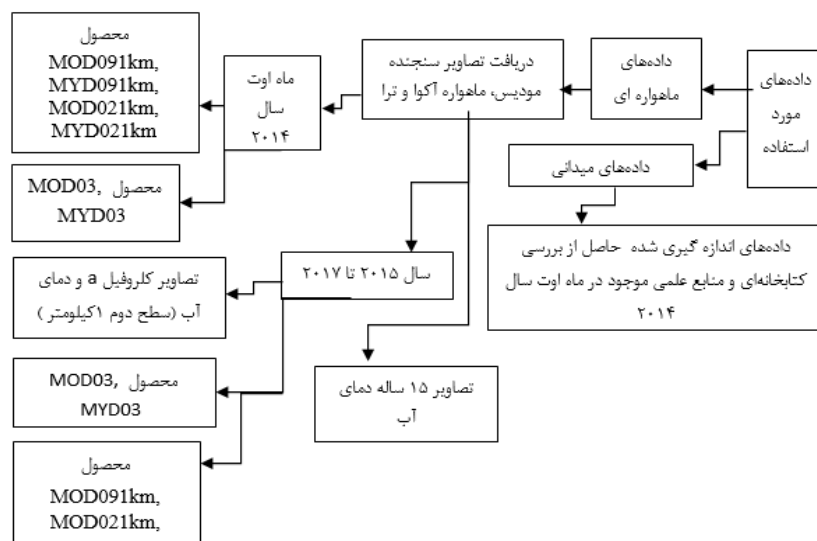 داده‌های
مورد
استفاده
داده‌های
ماهواره ای
دریافت تصاویر سنجنده
مودیس، ماهواره آکوا و ترا
ماه اوت
سال
۲۰۱۴
محصول
MOD091km,
MYD091km,
MOD021km,
MYD021km
محصول MOD03,
MYD03
داده‌های میدانی
داده‌های اندازه گیری شده حاصل از بررسی
کتابخانه‌ای و منابع علمی موجود در ماه اوت سال
۲۰۱۴
سال ۲۰۱۵ تا ۲۰۱۷
تصاویر کلروفیل a و دمای
آب (سطح دوم ۱کیلومتر )
محصول MOD03,
MYD03
محصول
MOD091km,
MOD021km,
تصاویر ۱۵ ساله دمای
آب